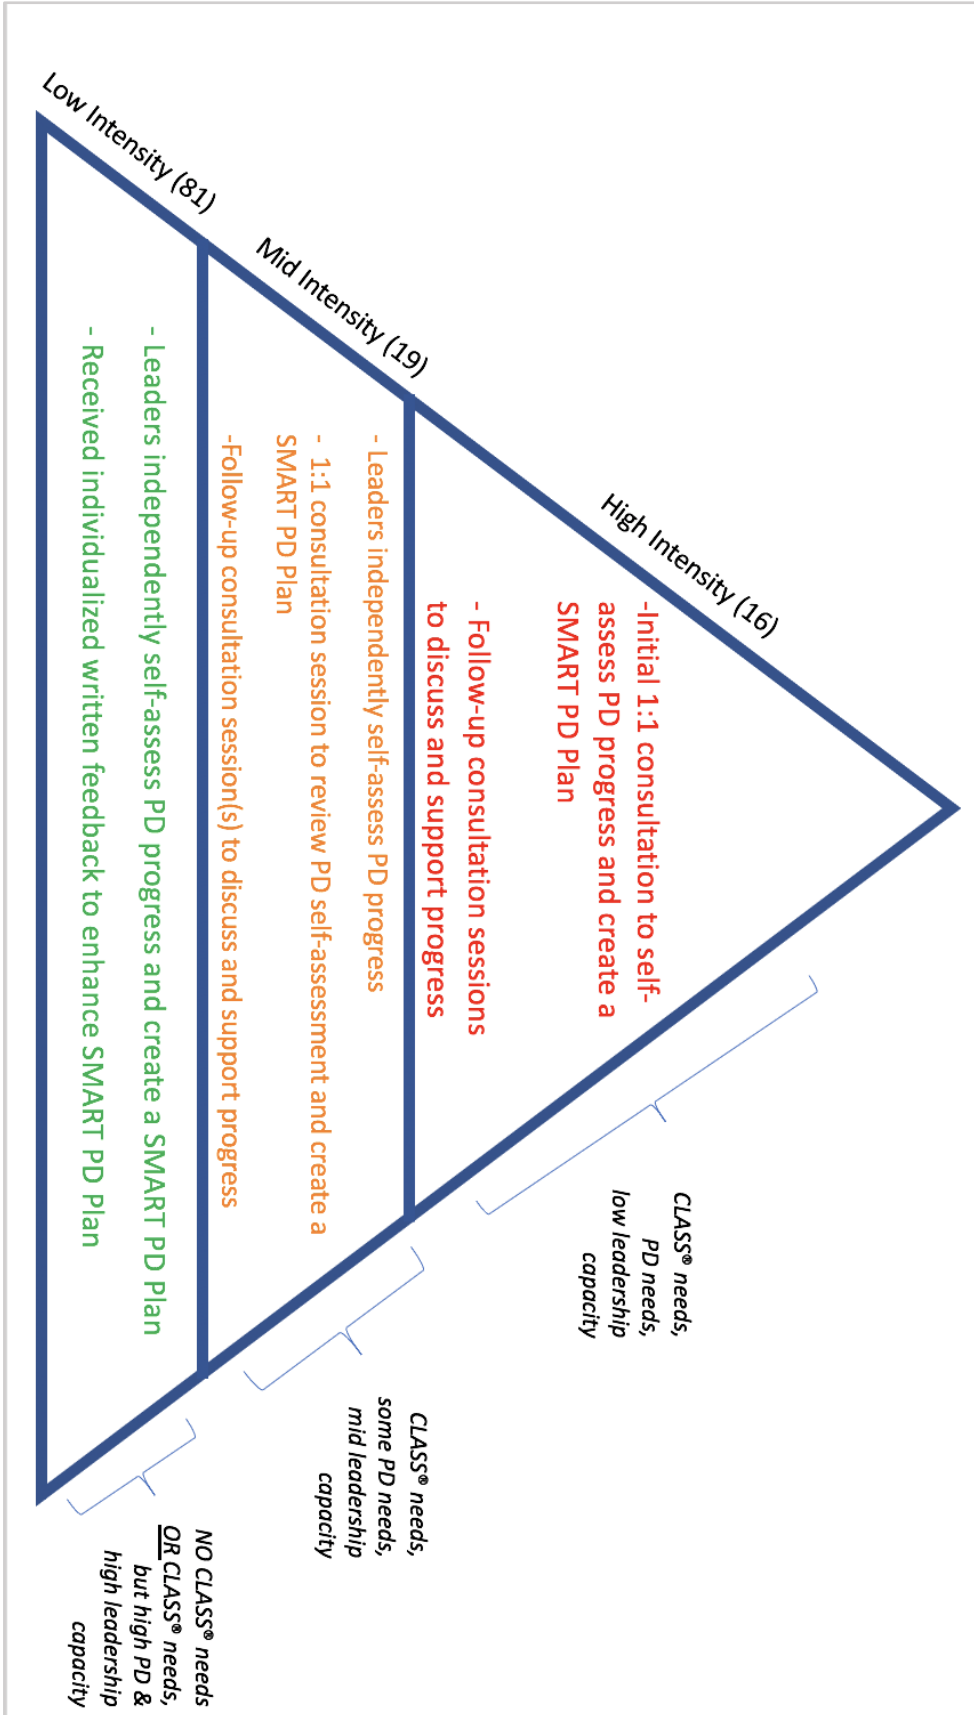 High Intensity (16)
-Initial 1:1 consultation to self-
assess PD progress and create a
SMART PD Plan
- Follow-up consultation sessions
to discuss and support progress
CLASS® needs,
PD needs,
low leadership
capacity
Mid Intensity (19)
- Leaders independently self-assess PD progress
- 1:1 consultation session to review PD self-assessment and create a
SMART PD Plan
-Follow-up consultation session(s) to discuss and support progress
CLASS® needs,
some PD needs,
mid leadership
capacity
Low Intensity (81)
- Leaders independently self-assess PD progress and create a SMART PD Plan
- Received individualized written feedback to enhance SMART PD Plan
NO CLASS® needs
OR CLASS® needs,
but high PD &
high leadership
capacity